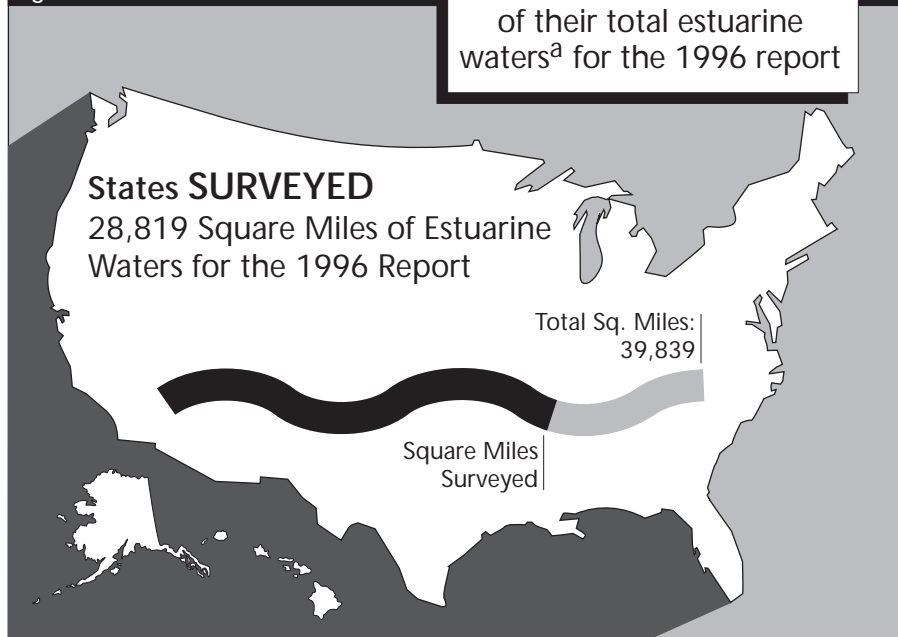 of their total estuarine
watersᵃ for the 1996 report
States SURVEYED
28,819 Square Miles of Estuarine
Waters for the 1996 Report
Total Sq. Miles:
39,839
Square Miles
Surveyed